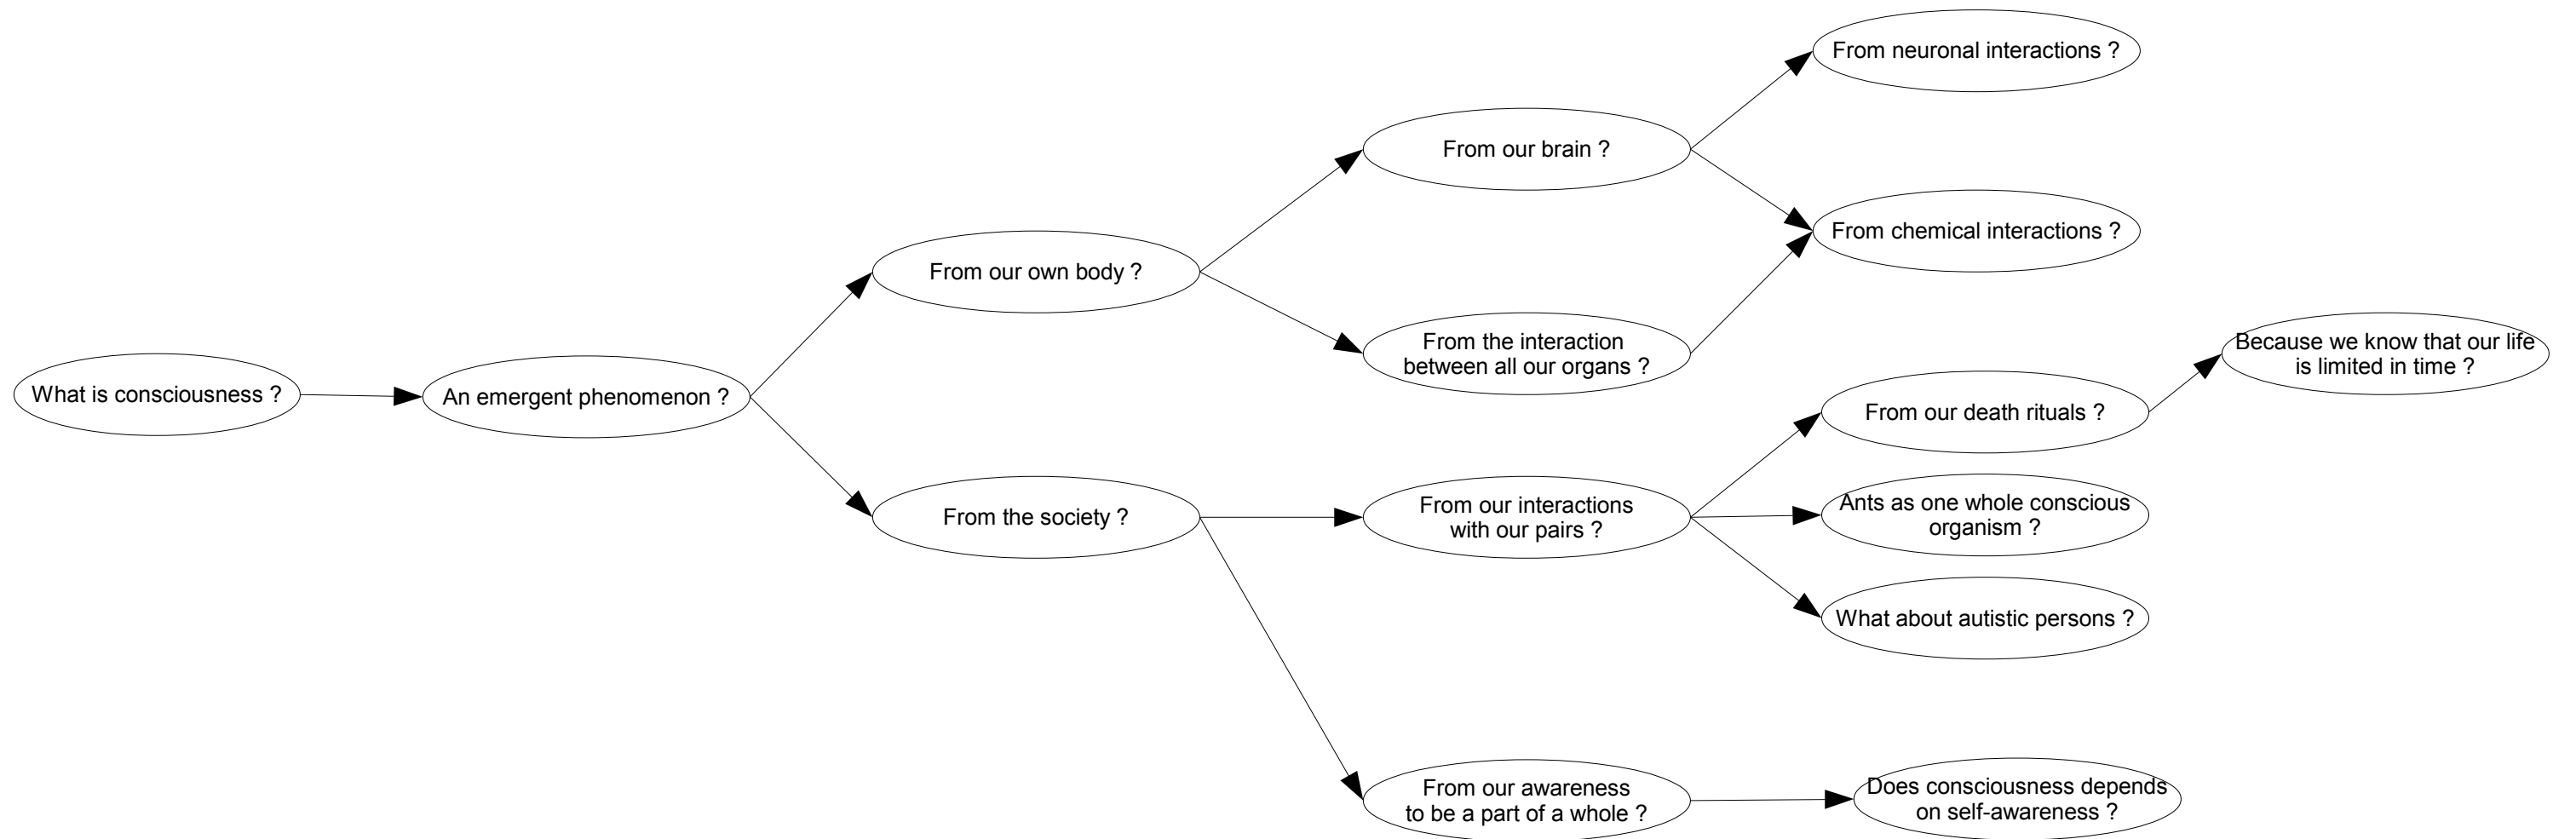 What is consciousness ?
An emergent phenomenon ?
From our own body ?
From the society ?
From our brain ?
From the interaction
between all our organs ?
From our interactions
with our pairs ?
From our awareness
to be a part of a whole ?
From neuronal interactions ?
From chemical interactions ?
From our death rituals ?
Ants as one whole conscious
organism ?
What about autistic persons ?
Does consciousness depends
on self-awareness ?
Because we know that our life
is limited in time ?